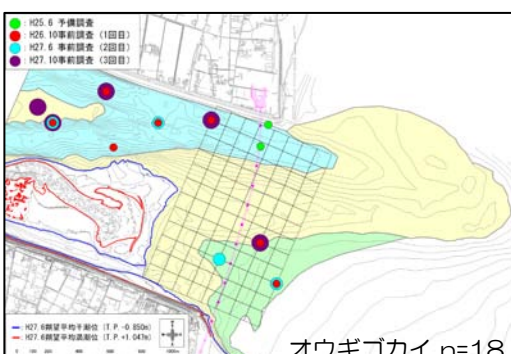 H25.6 予備調査
H26.10事前調査 (1回目)
H27.6 事前調査 (2回目)
H27.10事前調査 (3回目)
H27.6朔望平均干潮位 (T.P.-0.850m)
H27.6朔望平均満潮位 (T.P.+1.047m)
オウギゴカイ n=18